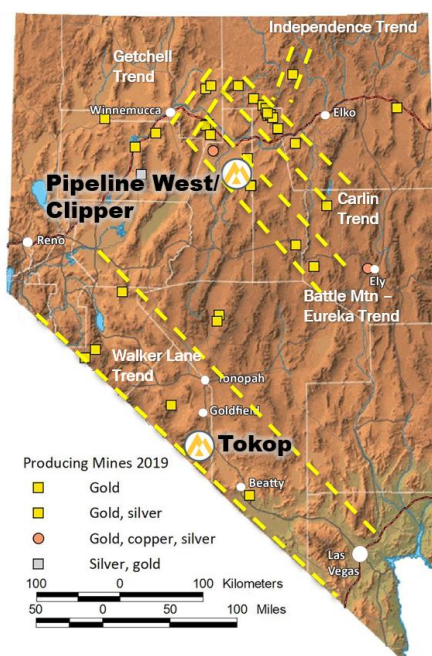 Independence Trend
Getchell
Trend
Winnemucca
Elko
Pipeline West/
Clipper
Carlin
Trend
Reno
Ely
Battle Mtn –
Eureka Trend
Walker Lane
Trend
Tonopah
Goldfield
Tokop
Producing Mines 2019
Gold
Gold, silver
Gold, copper, silver
Silver, gold
Beatty
Las
Vegas
100 0 100 Kilometers
50 0 50 100 Miles